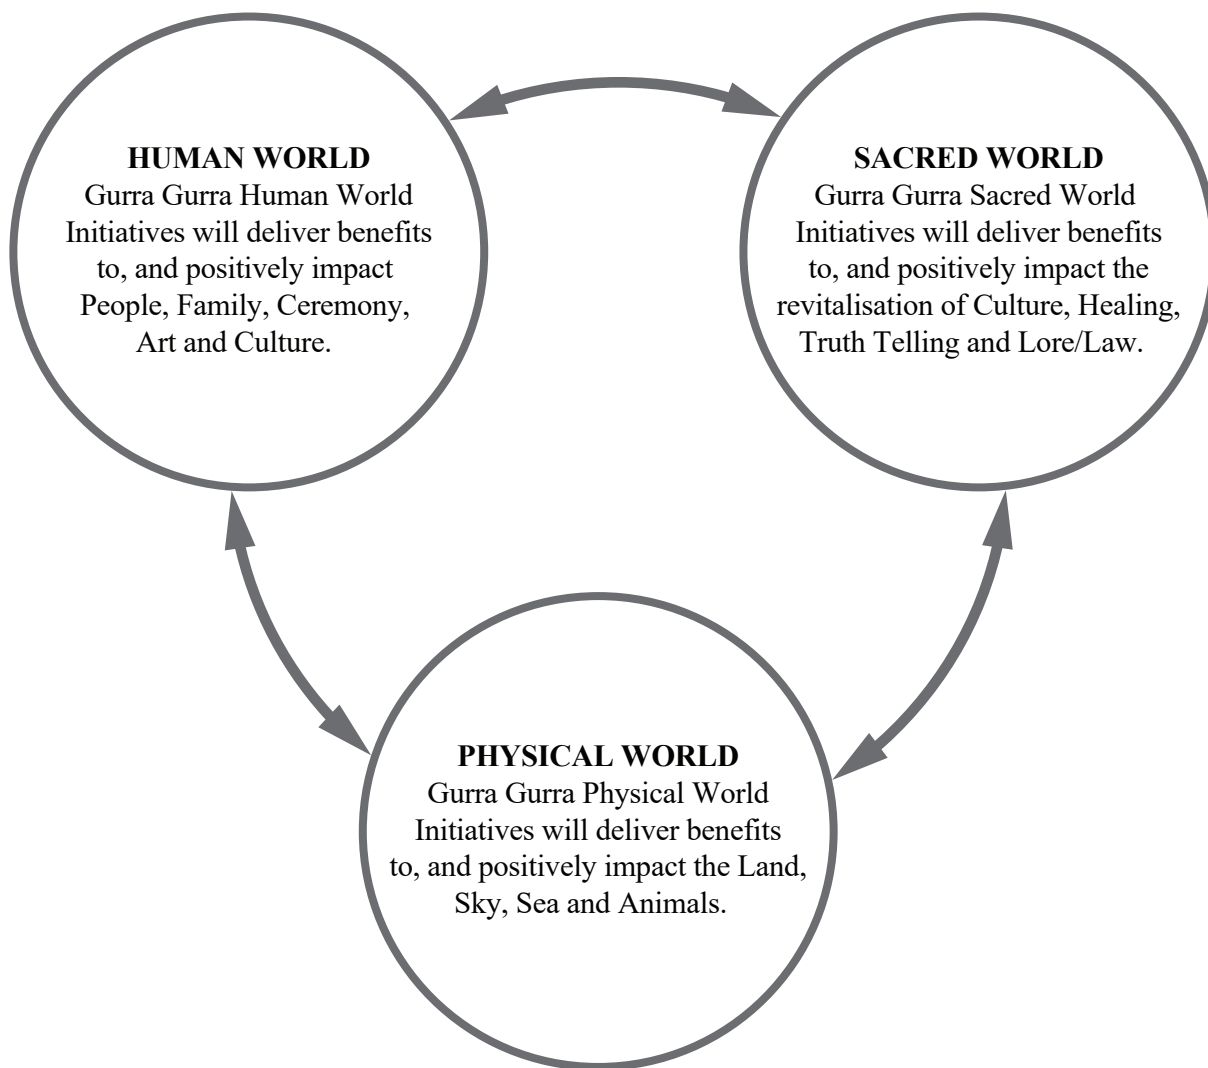 HUMAN WORLD
Gurra Gurra Human World
Initiatives will deliver benefits
to, and positively impact
People, Family, Ceremony,
Art and Culture.
SACRED WORLD
Gurra Gurra Sacred World
Initiatives will deliver benefits
to, and positively impact the
revitalisation of Culture, Healing,
Truth Telling and Lore/Law.
PHYSICAL WORLD
Gurra Gurra Physical World
Initiatives will deliver benefits
to, and positively impact the Land,
Sky, Sea and Animals.